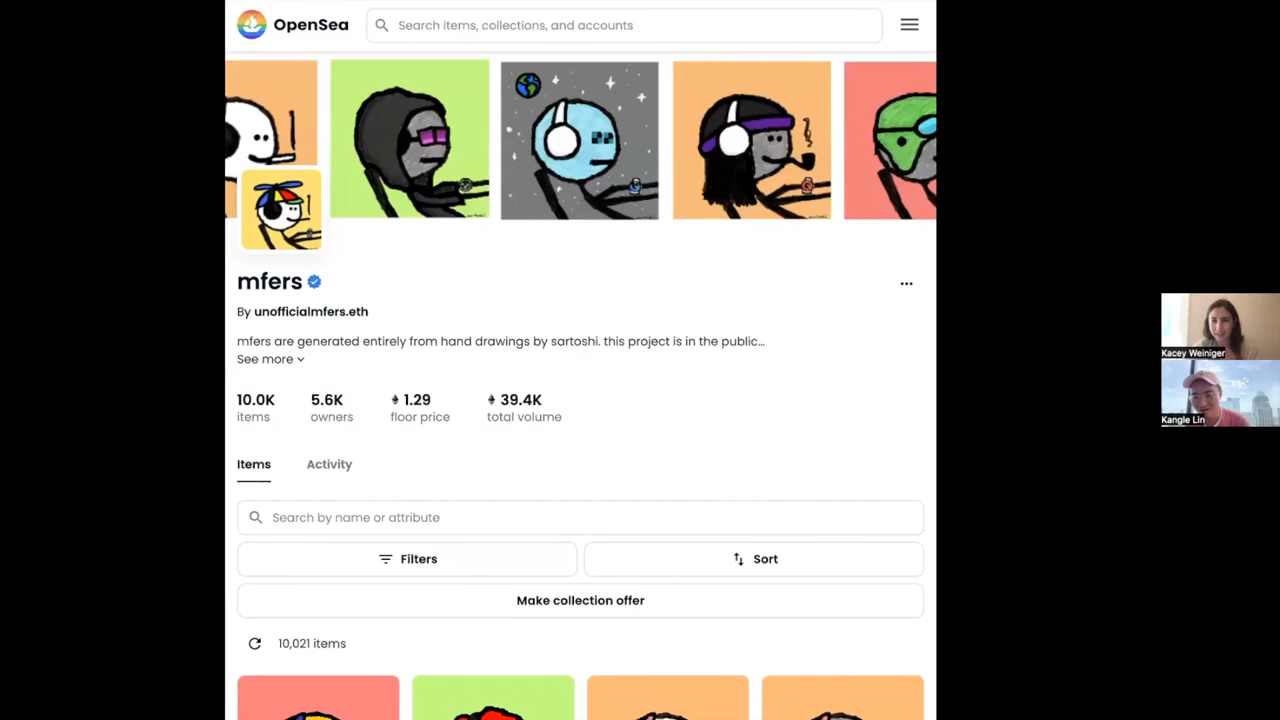 OpenSea
Search items, collections, and accounts
mfers
By unofficialmfers.eth
mfers are generated entirely from hand drawings by sartoshi. this project is in the public…
See more
10.0K
items
5.6K
owners
1.29
floor price
39.4K
total volume
Items
Activity
Search by name or attribute
Filters
Sort
Make collection offer
10,021 items
Kacey Weiniger
Kangle Lin